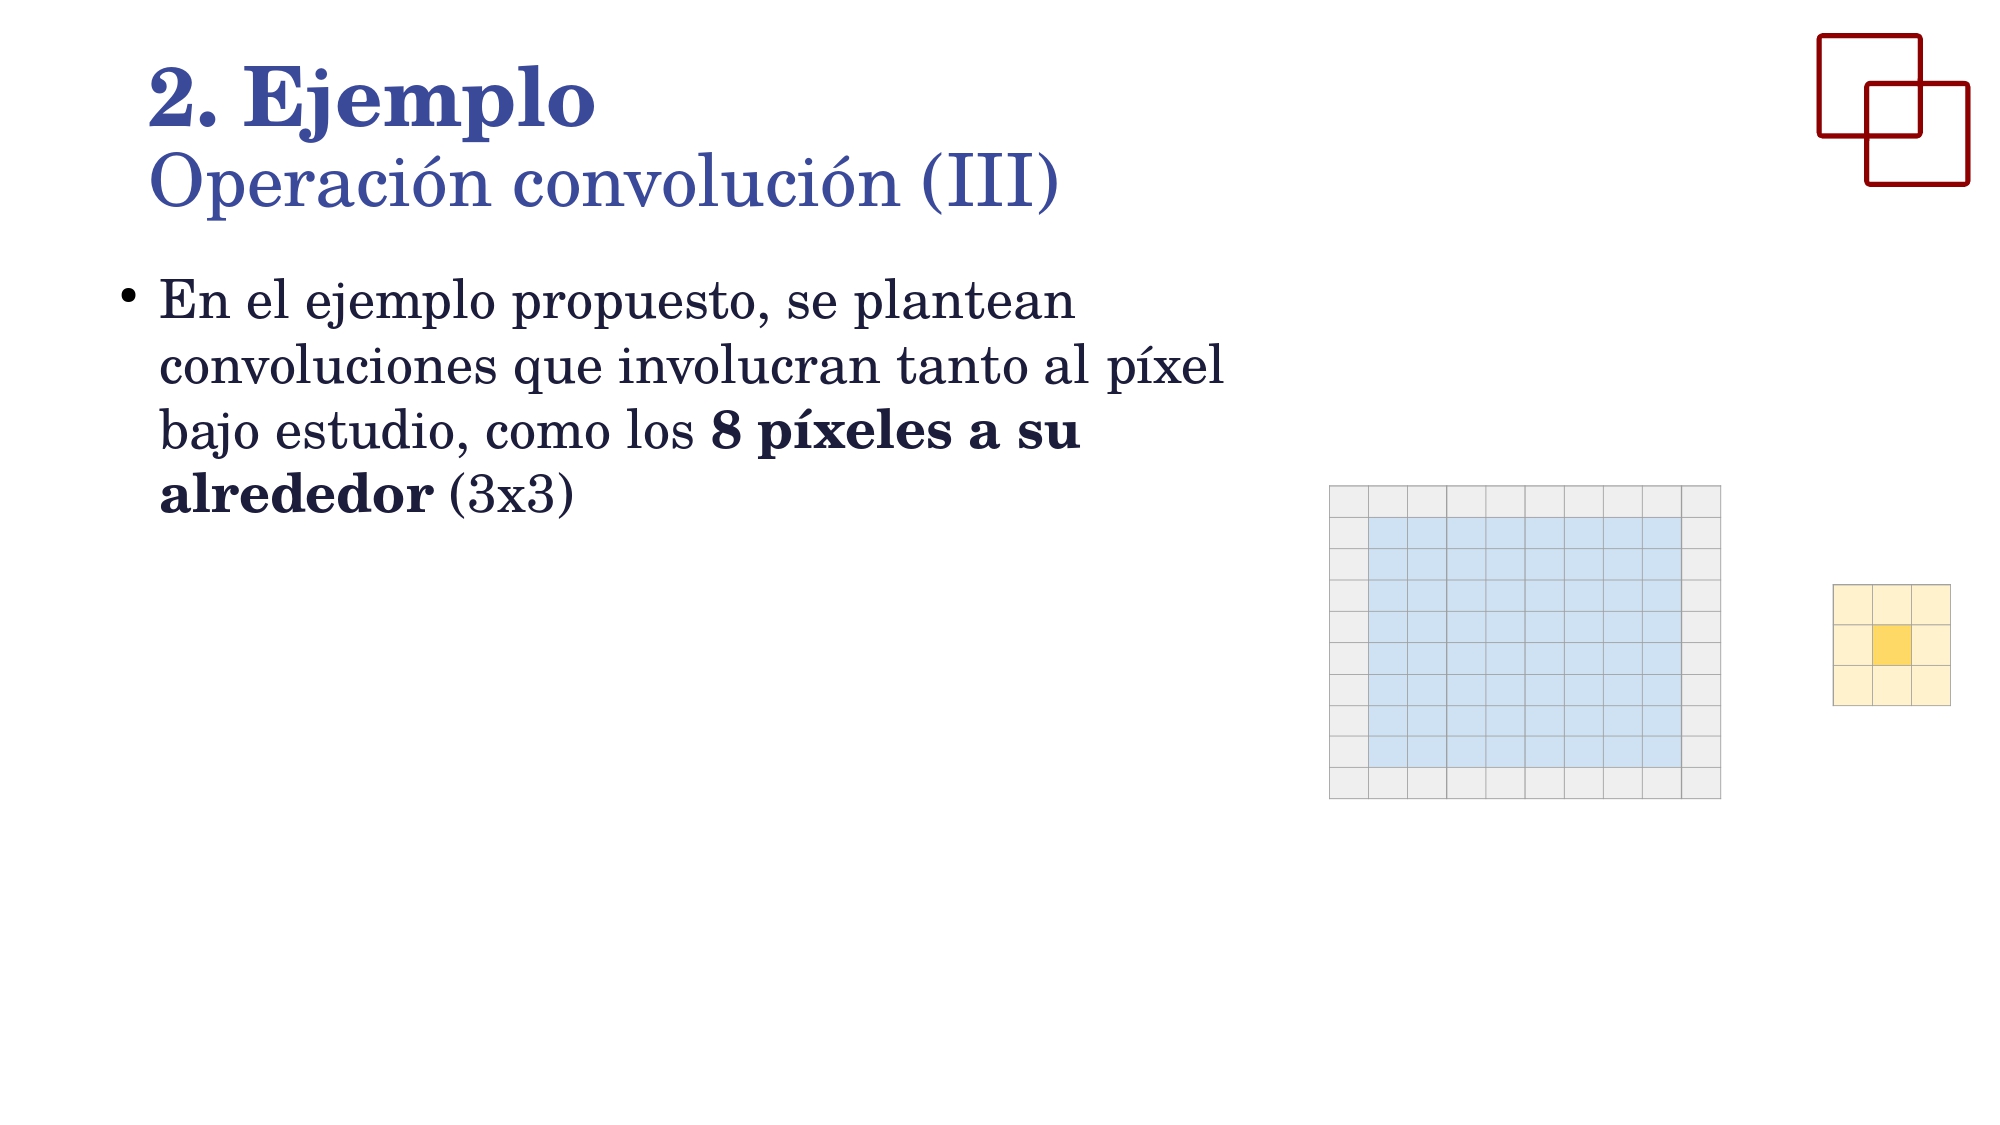 2. Ejemplo
Operación convolución (III)
• En el ejemplo propuesto, se plantean
convoluciones que involucran tanto al píxel
bajo estudio, como los 8 píxeles a su
alrededor (3x3)